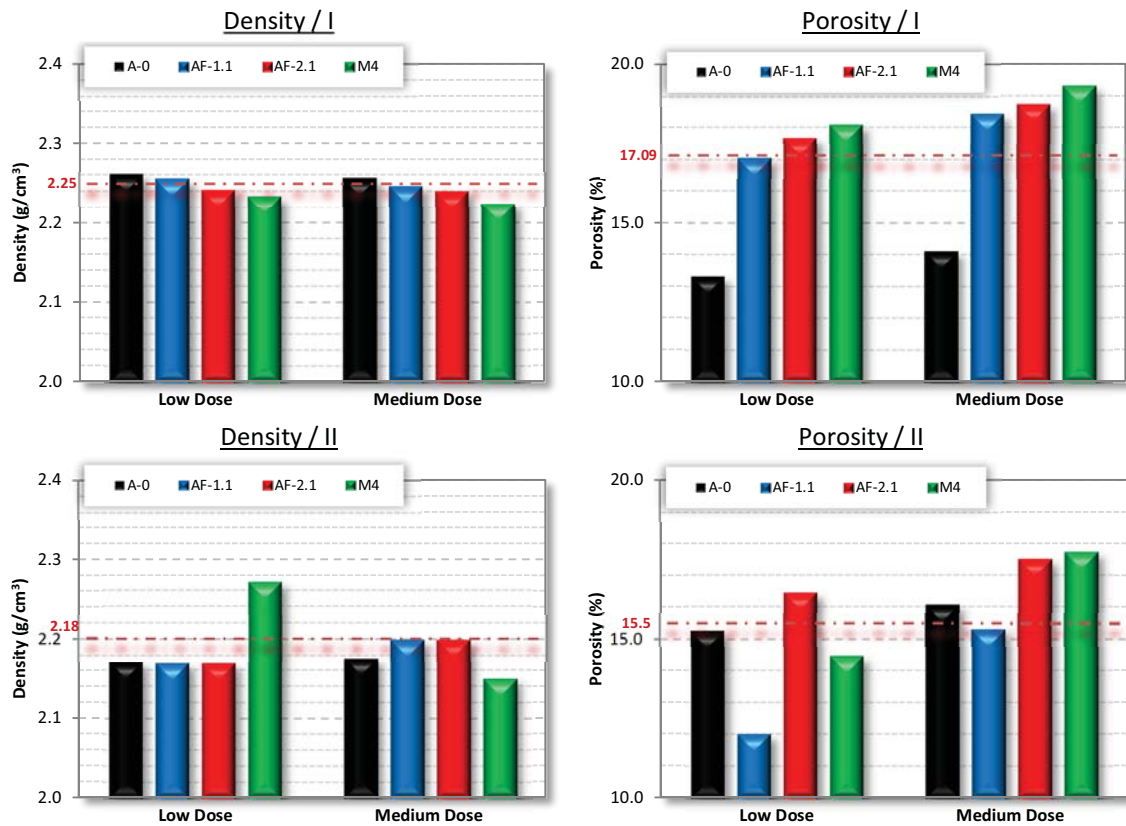 Density / I
2.4
A-0 AF-1.1 AF-2.1 M4
2.3
2.25
2.2
2.1
2.0
Density (g/cm³)
Low Dose Medium Dose
Porosity / I
20.0
A-0 AF-1.1 AF-2.1 M4
17.09
15.0
10.0
Porosity (%)
Low Dose Medium Dose
Density / II
2.4
A-0 AF-1.1 AF-2.1 M4
2.3
2.18
2.2
2.1
2.0
Density (g/cm³)
Low Dose Medium Dose
Porosity / II
20.0
A-0 AF-1.1 AF-2.1 M4
15.5
15.0
10.0
Porosity (%)
Low Dose Medium Dose